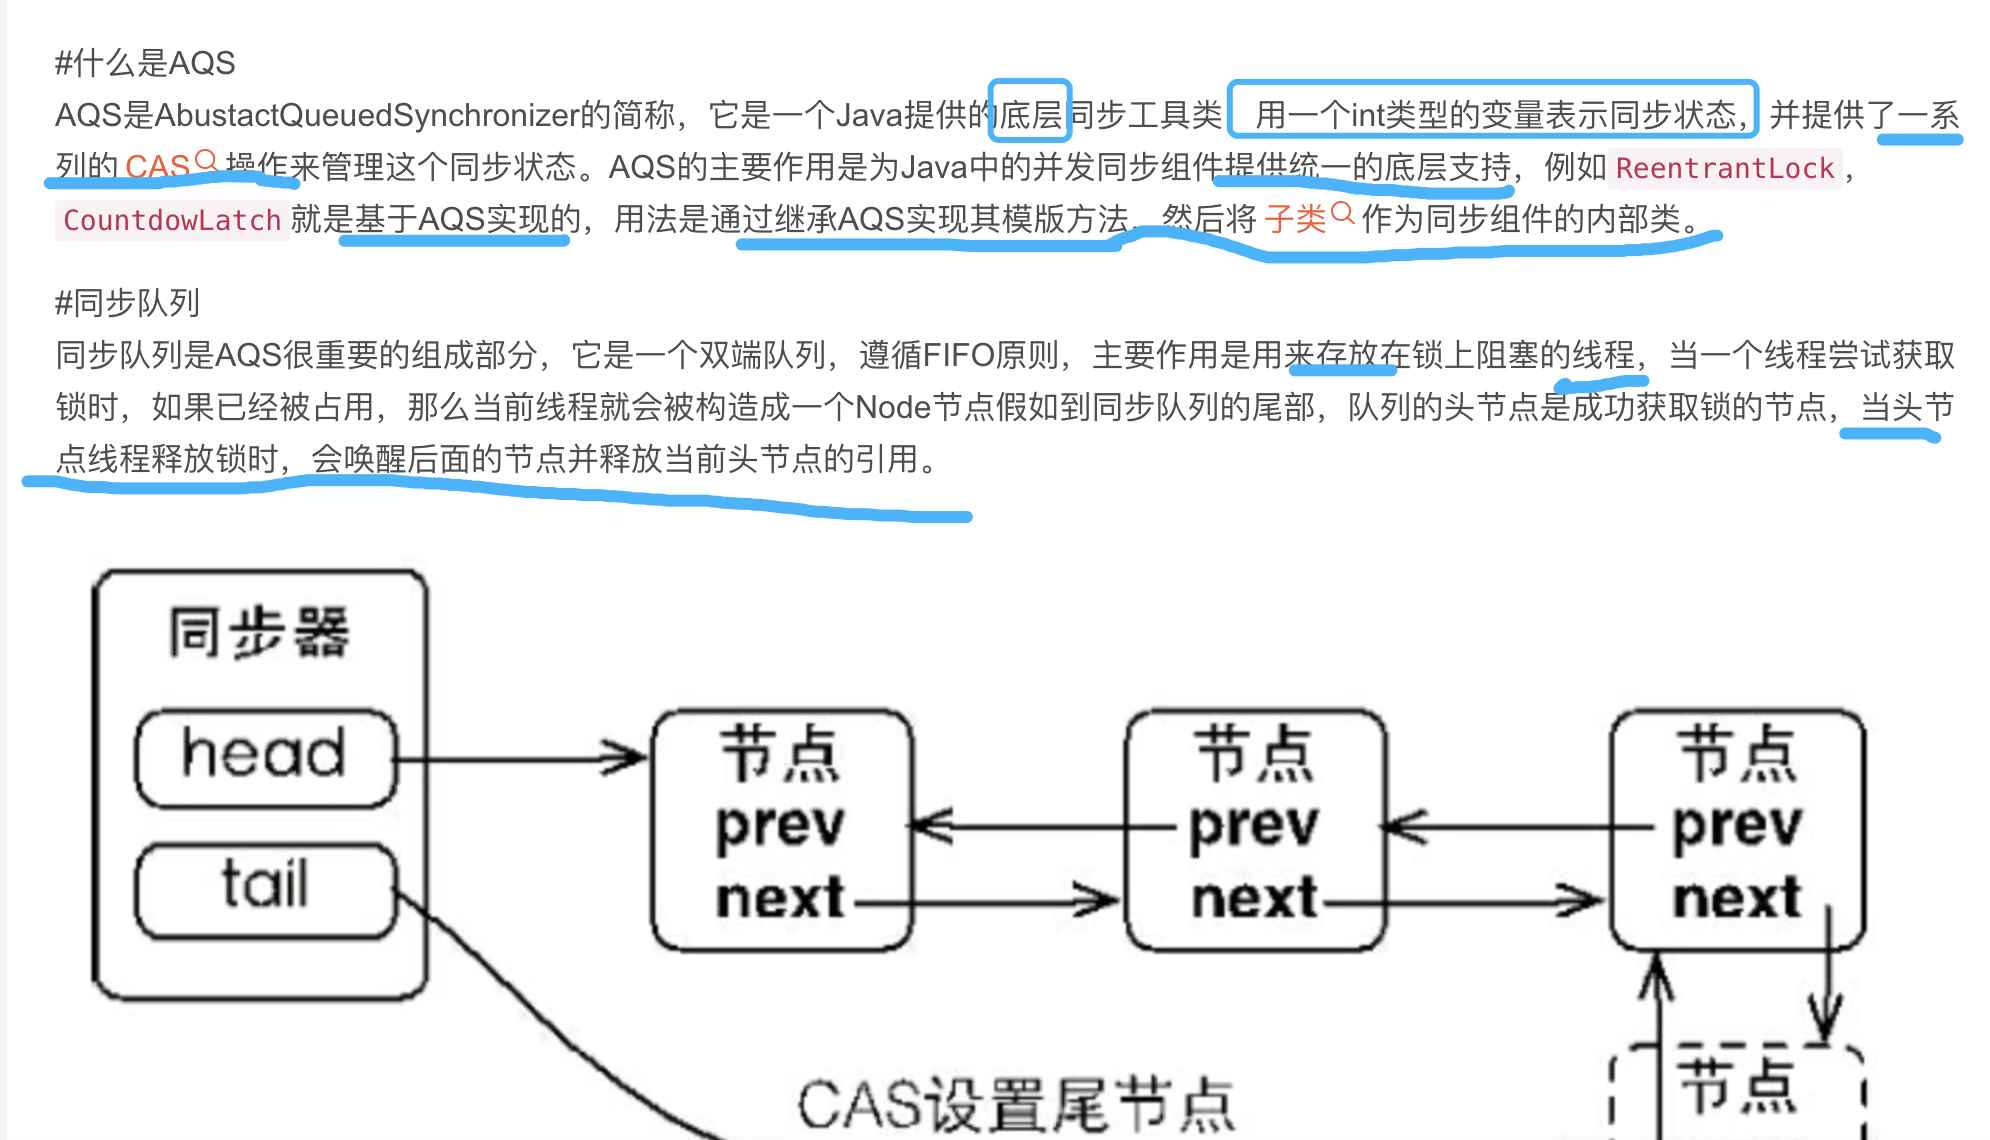 #什么是AQS
AQS是AbustactQueuedSynchronizer的简称，它是一个Java提供的底层同步工具类 用一个int类型的变量表示同步状态，并提供了一系
列的 CAS 操作来管理这个同步状态。AQS的主要作用是为Java中的并发同步组件提供统一的底层支持，例如 ReentrantLock，
CountdowLatch 就是基于AQS实现的，用法是通过继承AQS实现其模版方法，然后将 子类 作为同步组件的内部类。
#同步队列
同步队列是AQS很重要的组成部分，它是一个双端队列，遵循FIFO原则，主要作用是用来存放在锁上阻塞的线程，当一个线程尝试获取
锁时，如果已经被占用，那么当前线程就会被构造成一个Node节点假如到同步队列的尾部，队列的头节点是成功获取锁的节点，当头节
点线程释放锁时，会唤醒后面的节点并释放当前头节点的引用。
同步器
head
tail
节点
prev
next
节点
prev
next
节点
prev
next
CAS设置尾节点
节点